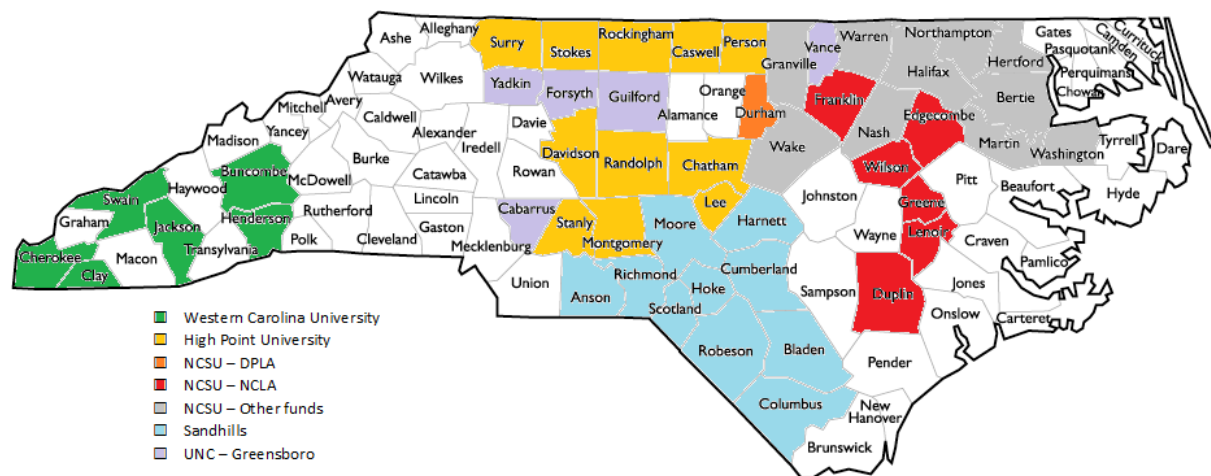 Alleghany
Ashe
Surry
Stokes
Rockingham
Caswell
Person
Granville
Vance
Warren
Northampton
Gates
Currituck
Camden
Pasquotank
Perquimans
Chowan
Hertford
Halifax
Bertie
Watauga
Wilkes
Yadkin
Forsyth
Guilford
Alamance
Orange
Durham
Franklin
Nash
Edgecombe
Martin
Washington
Tyrrell
Dare
Mitchell
Avery
Caldwell
Alexander
Iredell
Davie
Davidson
Randolph
Chatham
Wake
Wilson
Madison
Yancey
Burke
Catawba
Rowan
Buncombe
McDowell
Haywood
Swain
Graham
Jackson
Henderson
Transylvania
Rutherford
Polk
Cleveland
Lincoln
Gaston
Mecklenburg
Cabarrus
Stanly
Montgomery
Moore
Lee
Harnett
Johnston
Greene
Pitt
Beaufort
Hyde
Wayne
Lenoir
Craven
Pamlico
Cherokee
Clay
Macon
Union
Anson
Richmond
Scotland
Hoke
Cumberland
Sampson
Duplin
Jones
Onslow
Carteret
Robeson
Bladen
Pender
Columbus
New
Hanover
Brunswick
Western Carolina University
High Point University
NCSU – DPLA
NCSU – NCLA
NCSU – Other funds
Sandhills
UNC – Greensboro